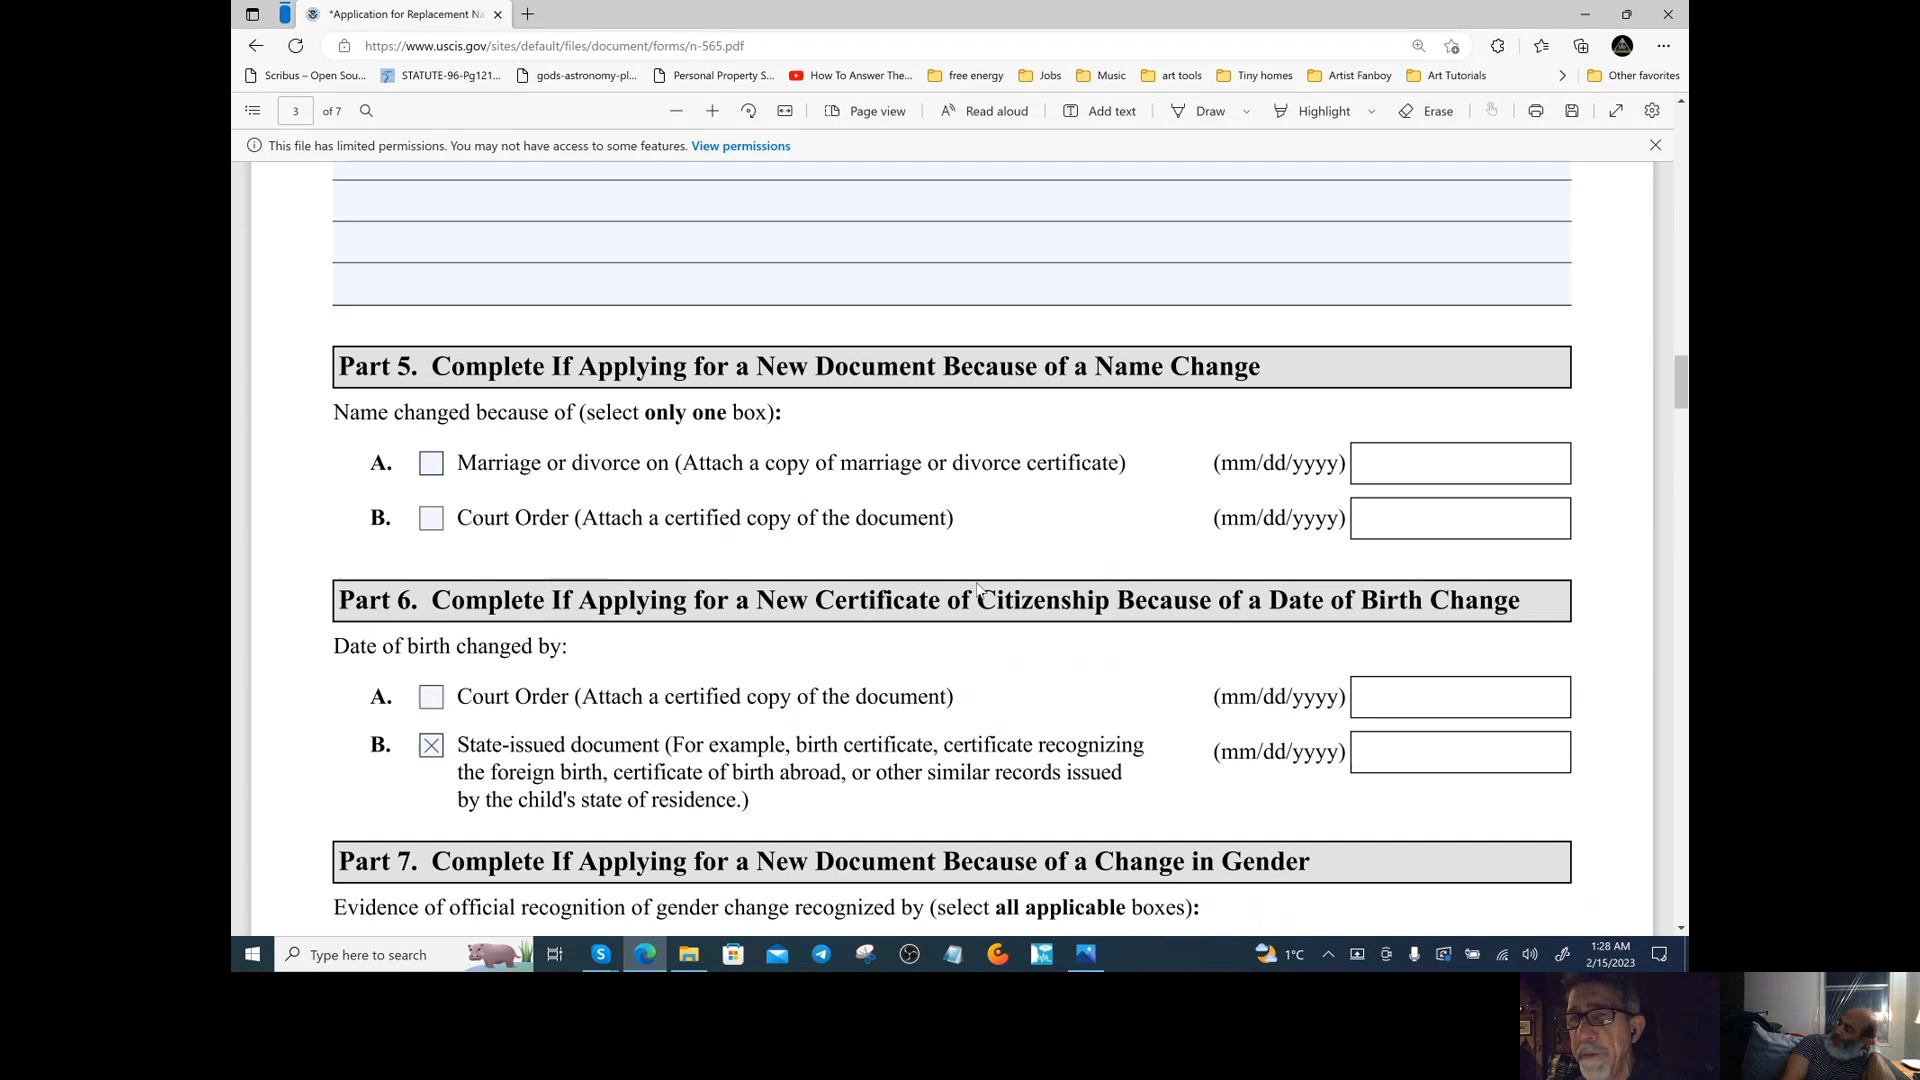 *Application for Replacement Na
https://www.uscis.gov/sites/default/files/document/forms/n-565.pdf
Scribus – Open Sou...
STATUTE-96-Pg121...
gods-astronomy-pl...
Personal Property S...
How To Answer The...
free energy
Jobs
Music
art tools
Tiny homes
Artist Fanboy
Art Tutorials
Other favorites
3 of 7
Page view
Read aloud
Add text
Draw
Highlight
Erase
This file has limited permissions. You may not have access to some features. View permissions
Part 5. Complete If Applying for a New Document Because of a Name Change
Name changed because of (select only one box):
A. Marriage or divorce on (Attach a copy of marriage or divorce certificate) (mm/dd/yyyy)
B. Court Order (Attach a certified copy of the document) (mm/dd/yyyy)
Part 6. Complete If Applying for a New Certificate of Citizenship Because of a Date of Birth Change
Date of birth changed by:
A. Court Order (Attach a certified copy of the document) (mm/dd/yyyy)
B. State-issued document (For example, birth certificate, certificate recognizing (mm/dd/yyyy)
the foreign birth, certificate of birth abroad, or other similar records issued
by the child's state of residence.)
Part 7. Complete If Applying for a New Document Because of a Change in Gender
Evidence of official recognition of gender change recognized by (select all applicable boxes):
Type here to search
1°C
1:28 AM
2/15/2023